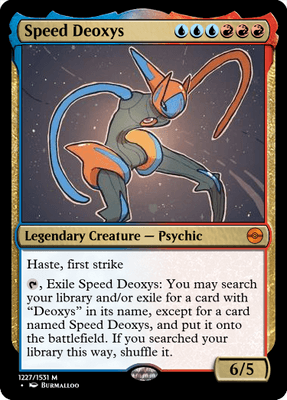 Speed Deoxys
Legendary Creature — Psychic
Haste, first strike
, Exile Speed Deoxys: You may search
your library and/or exile for a card with
“Deoxys” in its name, except for a card
named Speed Deoxys, and put it onto
the battlefield. If you searched your
library this way, shuffle it.
6/5
1227/1531 M
• Burmalloo